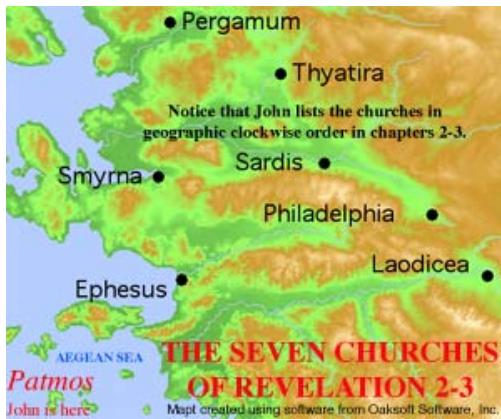 Pergamum
Thyatira
Notice that John lists the churches in
geographic clockwise order in chapters 2-3.
Sardis
Smyrna
Philadelphia
Laodicea
Ephesus
AEGEAN SEA
THE SEVEN CHURCHES
OF REVELATION 2-3
Patmos
John is here
Mapt created using software from Oaksoft Software, Inc